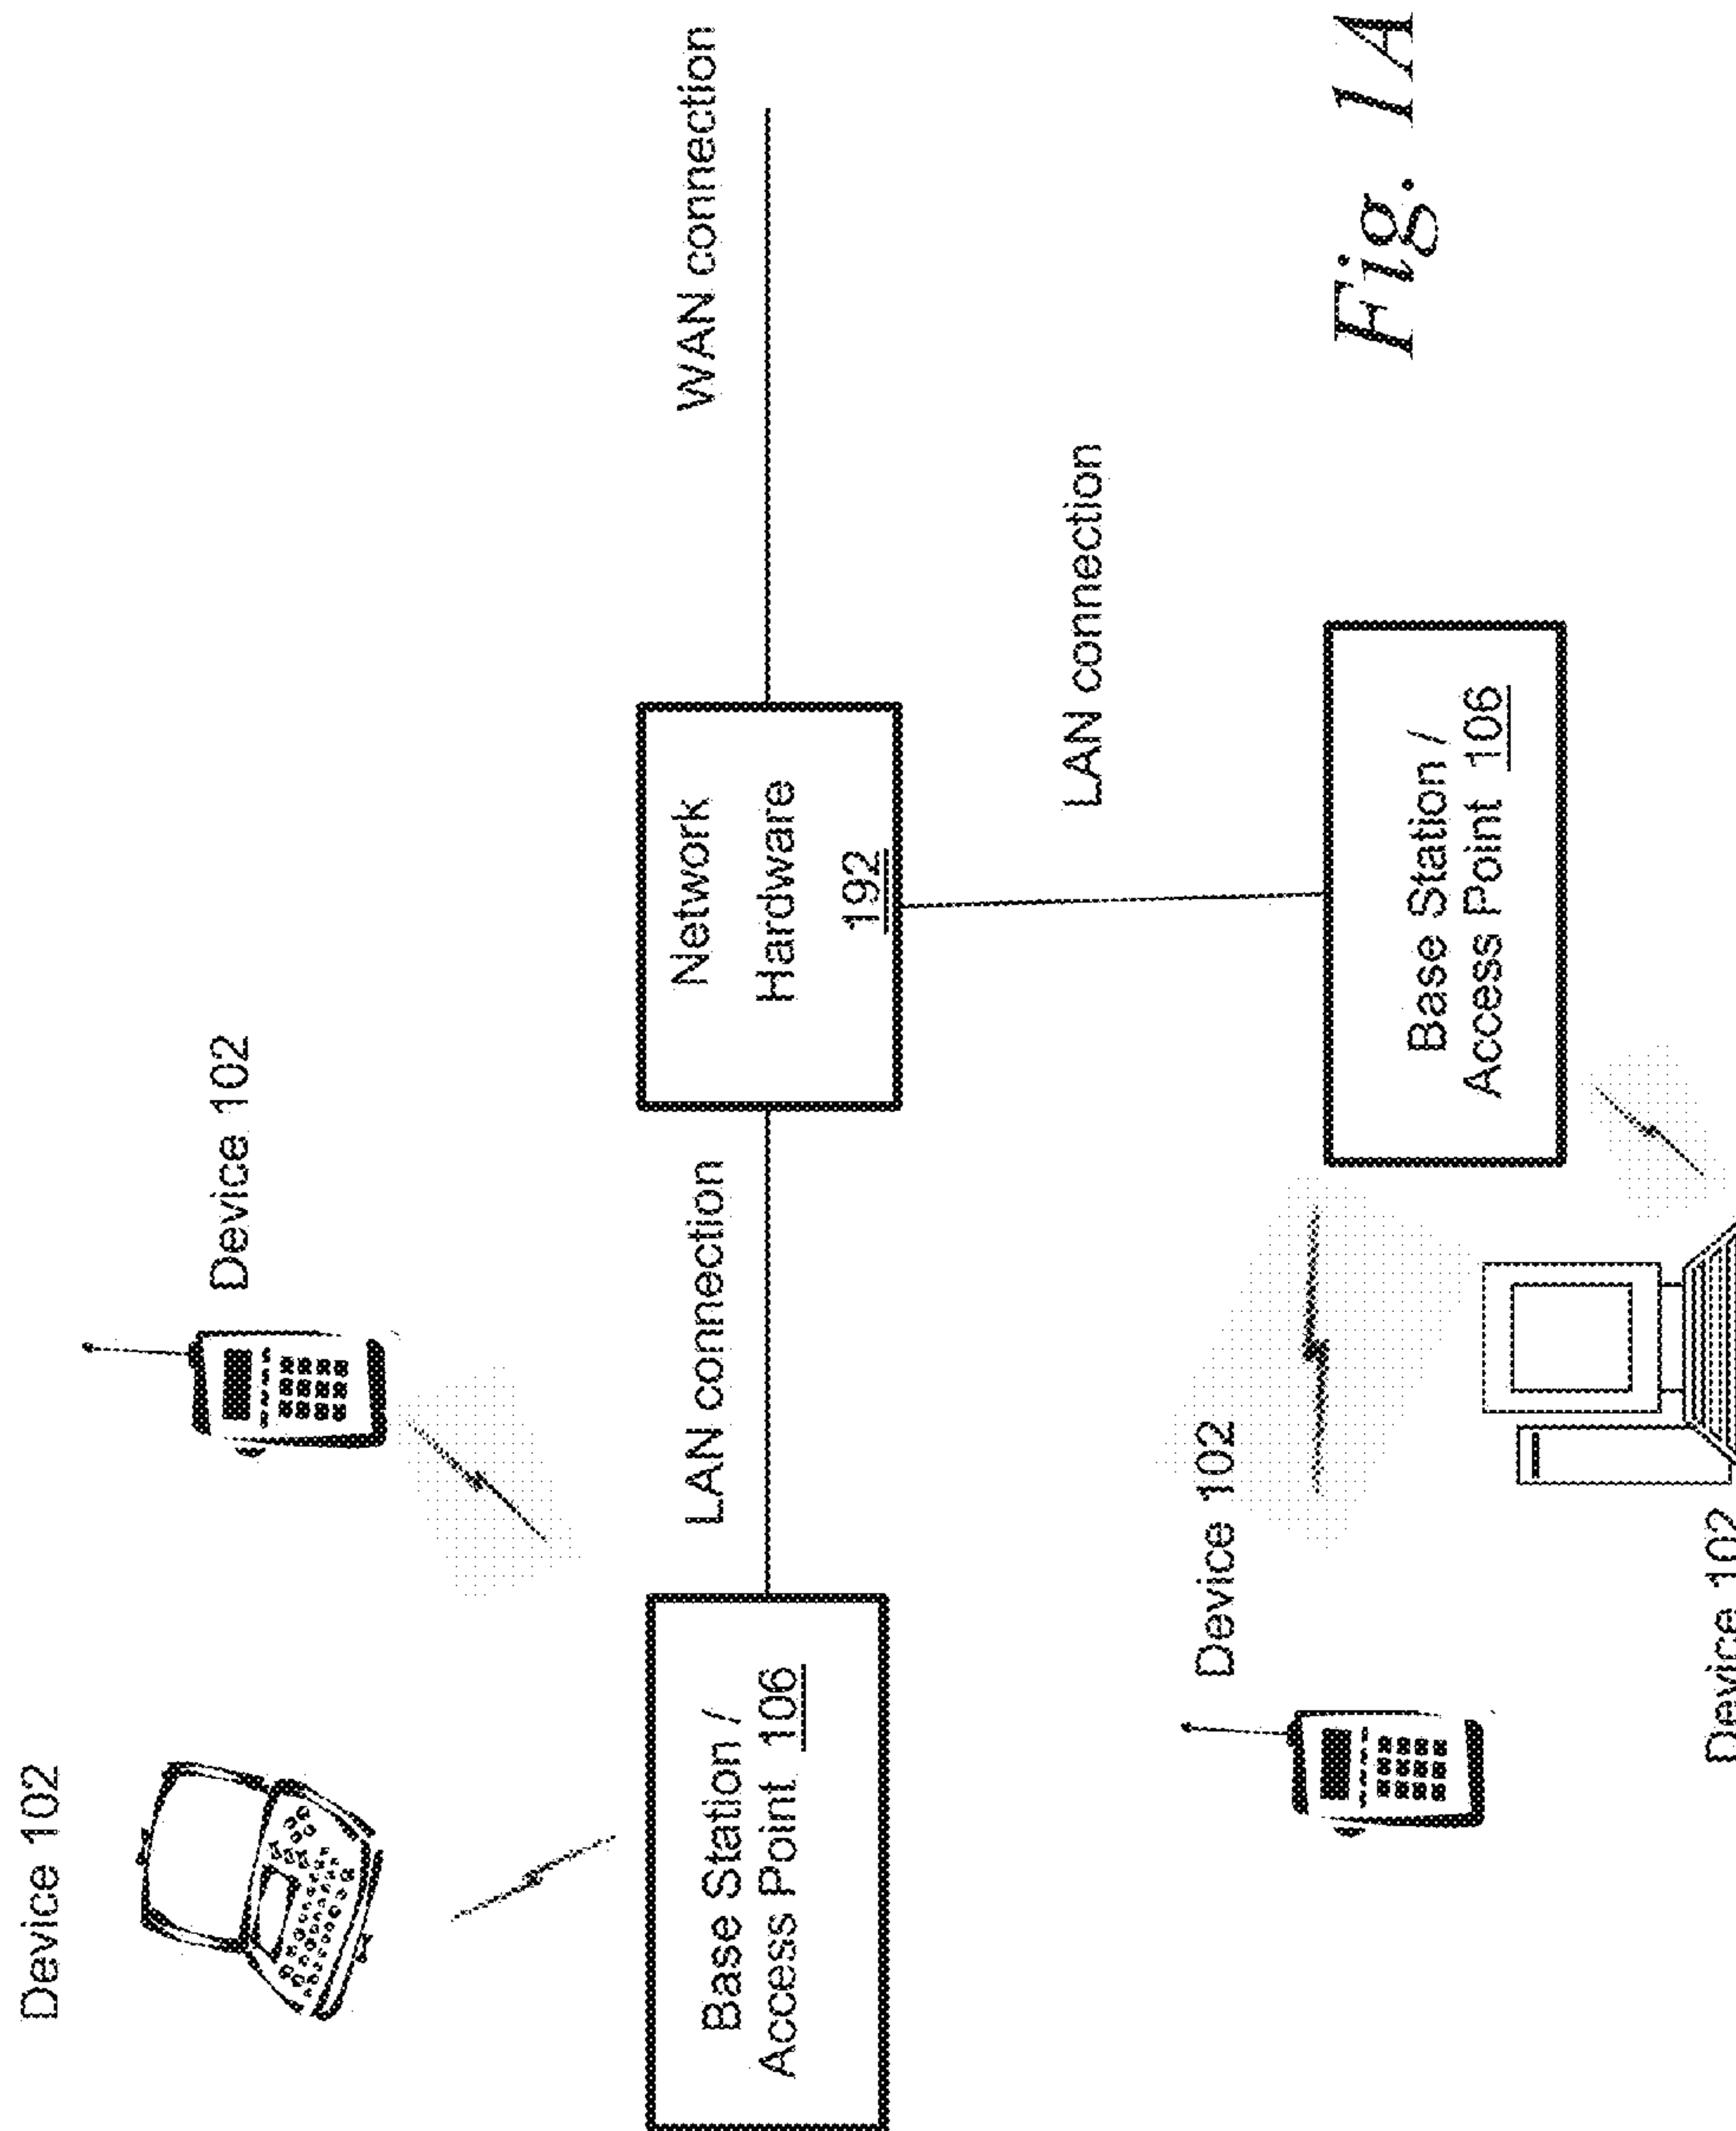 Device 102
Device 102
Base Station /
Access Point 106
LAN connection
Network
Hardware
192
WAN connection
LAN connection
Device 102
Base Station /
Access Point 106
Device 102
Fig. 1A